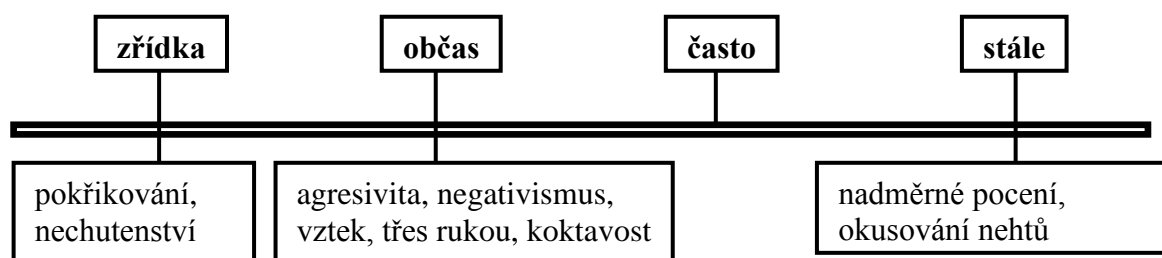 zřídka
občas
často
stále
pokřikování,
nechutenství
agresivita, negativismus,
vztek, třes rukou, koktavost
nadměrné pocení,
okusování nehtů